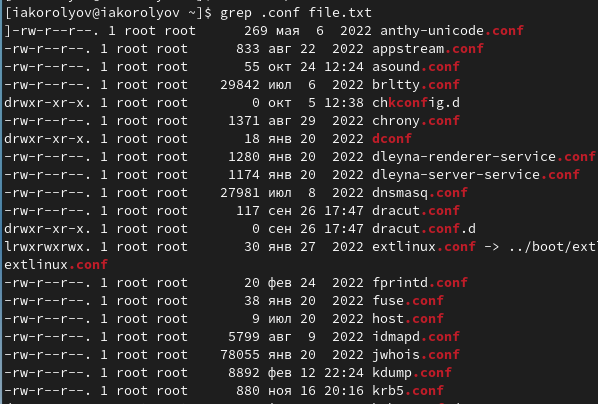 [iakorolyov@iakorolyov ~]$ grep .conf file.txt
]-rw-r--r--. 1 root root 269 мая 6 2022 anthy-unicode.conf
-rw-r--r--. 1 root root 833 авг 22 2022 appstream.conf
-rw-r--r--. 1 root root 55 окт 24 12:24 asound.conf
-rw-r--r--. 1 root root 29842 июл 6 2022 brltty.conf
drwxr-xr-x. 1 root root 0 окт 5 12:38 chkconfig.d
-rw-r--r--. 1 root root 1371 авг 29 2022 chrony.conf
drwxr-xr-x. 1 root root 18 янв 20 2022 dconf
-rw-r--r--. 1 root root 1280 янв 20 2022 dleyna-renderer-service.conf
-rw-r--r--. 1 root root 1174 янв 20 2022 dleyna-server-service.conf
-rw-r--r--. 1 root root 27981 июл 8 2022 dnsmasq.conf
-rw-r--r--. 1 root root 117 сен 26 17:47 dracut.conf
drwxr-xr-x. 1 root root 0 сен 26 17:47 dracut.conf.d
lrwxrwxrwx. 1 root root 30 янв 27 2022 extlinux.conf -> ../boot/extl
extlinux.conf
-rw-r--r--. 1 root root 20 фев 24 2022 fprintd.conf
-rw-r--r--. 1 root root 38 янв 20 2022 fuse.conf
-rw-r--r--. 1 root root 9 июл 20 2022 host.conf
-rw-r--r--. 1 root root 5799 авг 9 2022 idmapd.conf
-rw-r--r--. 1 root root 78055 янв 20 2022 jwhois.conf
-rw-r--r--. 1 root root 8892 фев 12 22:24 kdump.conf
-rw-r--r--. 1 root root 880 ноя 16 20:16 krb5.conf